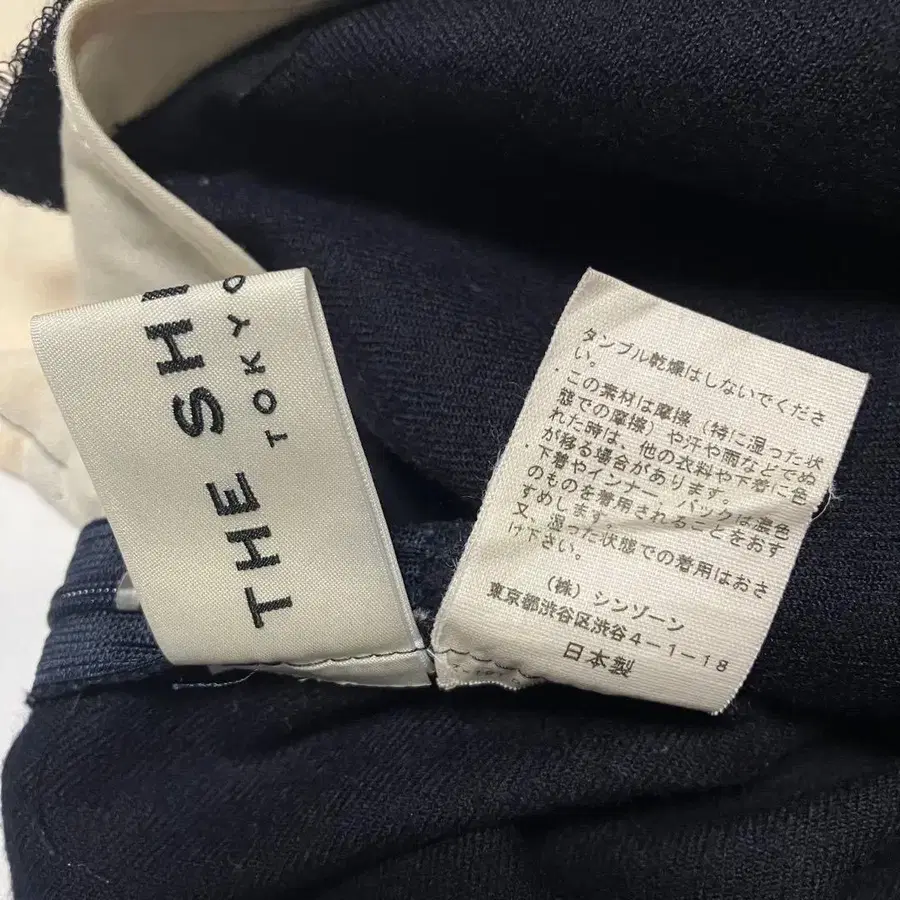 THE SH
TOKYO
タンブル乾燥はしないでくださ
い。
・この素材は摩擦（特に湿った状
態での摩擦）や汗や雨などでぬ
れた時は、他の衣料や下着に色
が移る場合があります。
・下着やインナー、バックは濃色
のものを着用されることをおす
すめします。
又、湿った状態での着用はおさ
け下さい。
（株）シンゾーン
東京都渋谷区渋谷4-1-18
日本製